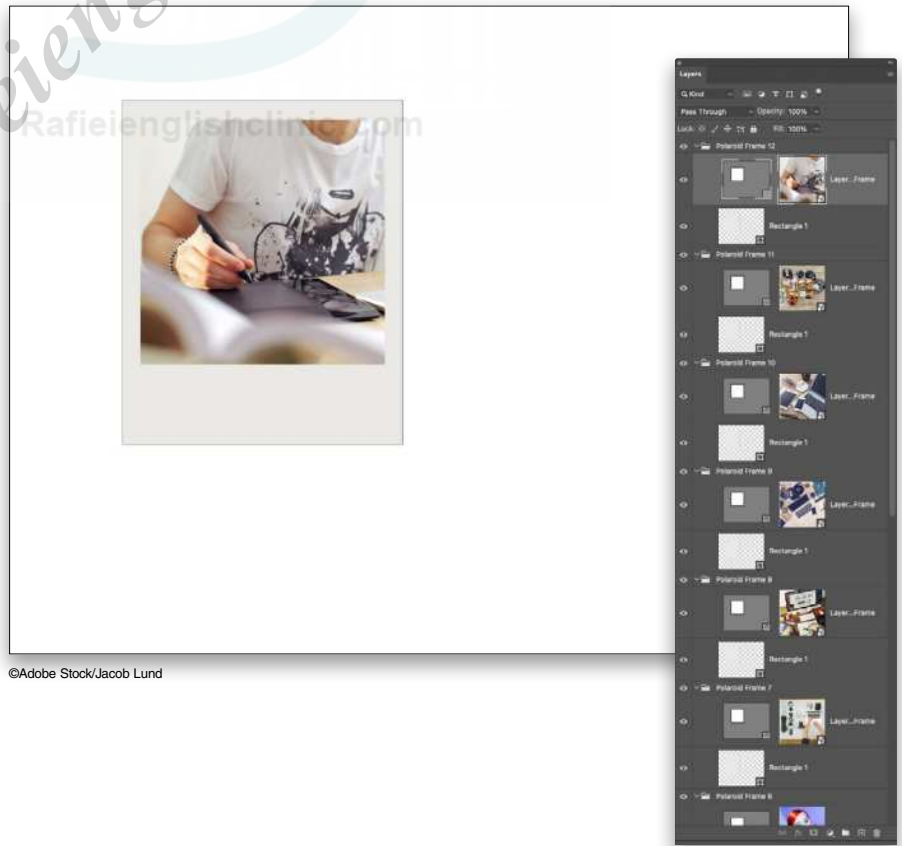 Rafieienglishclinic.com
Layers
Kind
Pass Through
Opacity: 100%
Lock:
Fill: 100%
Polaroid Frame 12
Layer...Frame
Rectangle 1
Polaroid Frame 11
Layer...Frame
Rectangle 1
Polaroid Frame 10
Layer...Frame
Rectangle 1
Polaroid Frame 9
Layer...Frame
Rectangle 1
Polaroid Frame 8
Layer...Frame
Rectangle 1
Polaroid Frame 7
Layer...Frame
Rectangle 1
Polaroid Frame 6
©Adobe Stock/Jacob Lund